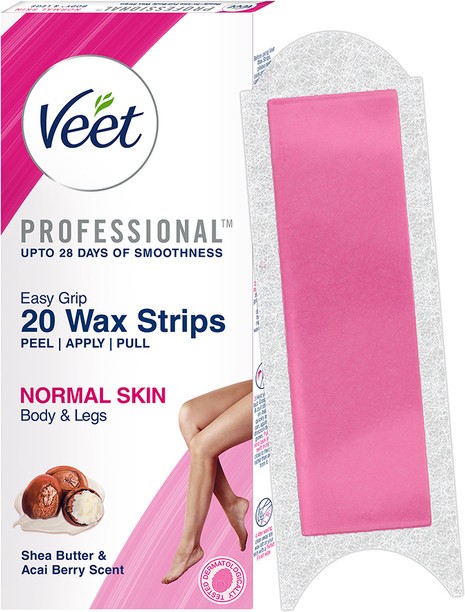 Veet
PROFESSIONAL™
UPTO 28 DAYS OF SMOOTHNESS
Easy Grip
20 Wax Strips
PEEL | APPLY | PULL
NORMAL SKIN
Body & Legs
Shea Butter &
Acai Berry Scent
DERMATOLOGICALLY TESTED